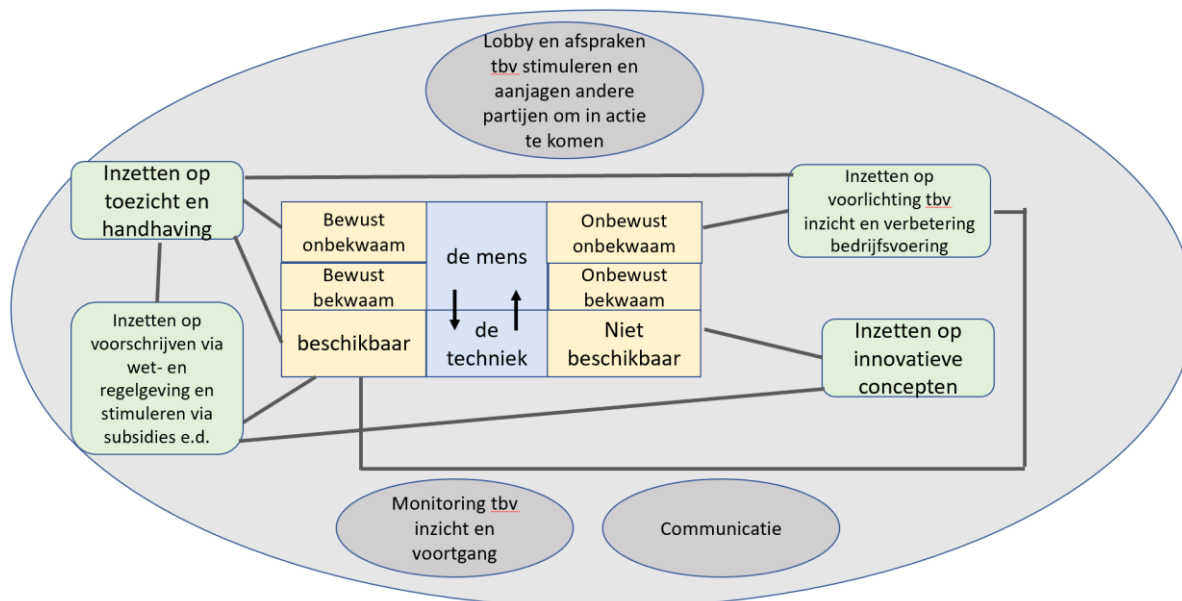 Lobby en afspraken
tbv stimuleren en
aanjagen andere
partijen om in actie
te komen
Inzetten op
toezicht en
handhaving
Inzetten op
voorlichting tbv
inzicht en verbetering
bedrijfsvoering
Bewust
onbekwaam
de mens
Onbewust
onbekwaam
Bewust
bekwaam
Onbewust
bekwaam
beschikbaar
de
techniek
Niet
beschikbaar
Inzetten op
voorschrijven via
wet- en
regelgeving en
stimuleren via
subsidies e.d.
Inzetten op
innovatieve
concepten
Monitoring tbv
inzicht en
voortgang
Communicatie